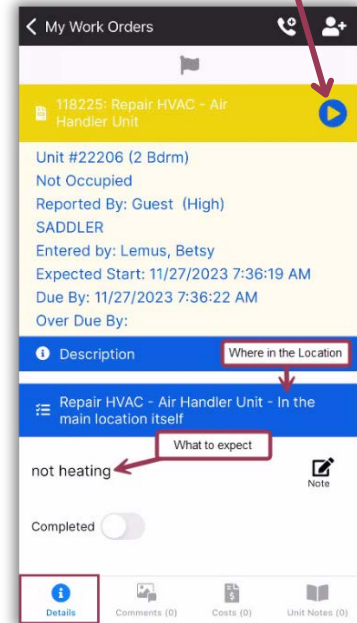 My Work Orders
118225: Repair HVAC - Air
Handler Unit
Unit #22206 (2 Bdrm)
Not Occupied
Reported By: Guest (High)
SADDLER
Entered by: Lemus, Betsy
Expected Start: 11/27/2023 7:36:19 AM
Due By: 11/27/2023 7:36:22 AM
Over Due By:
Description
Where in the Location
Repair HVAC - Air Handler Unit - In the
main location itself
What to expect
not heating
Note
Completed
Details Comments (0) Costs (0) Unit Notes (0)